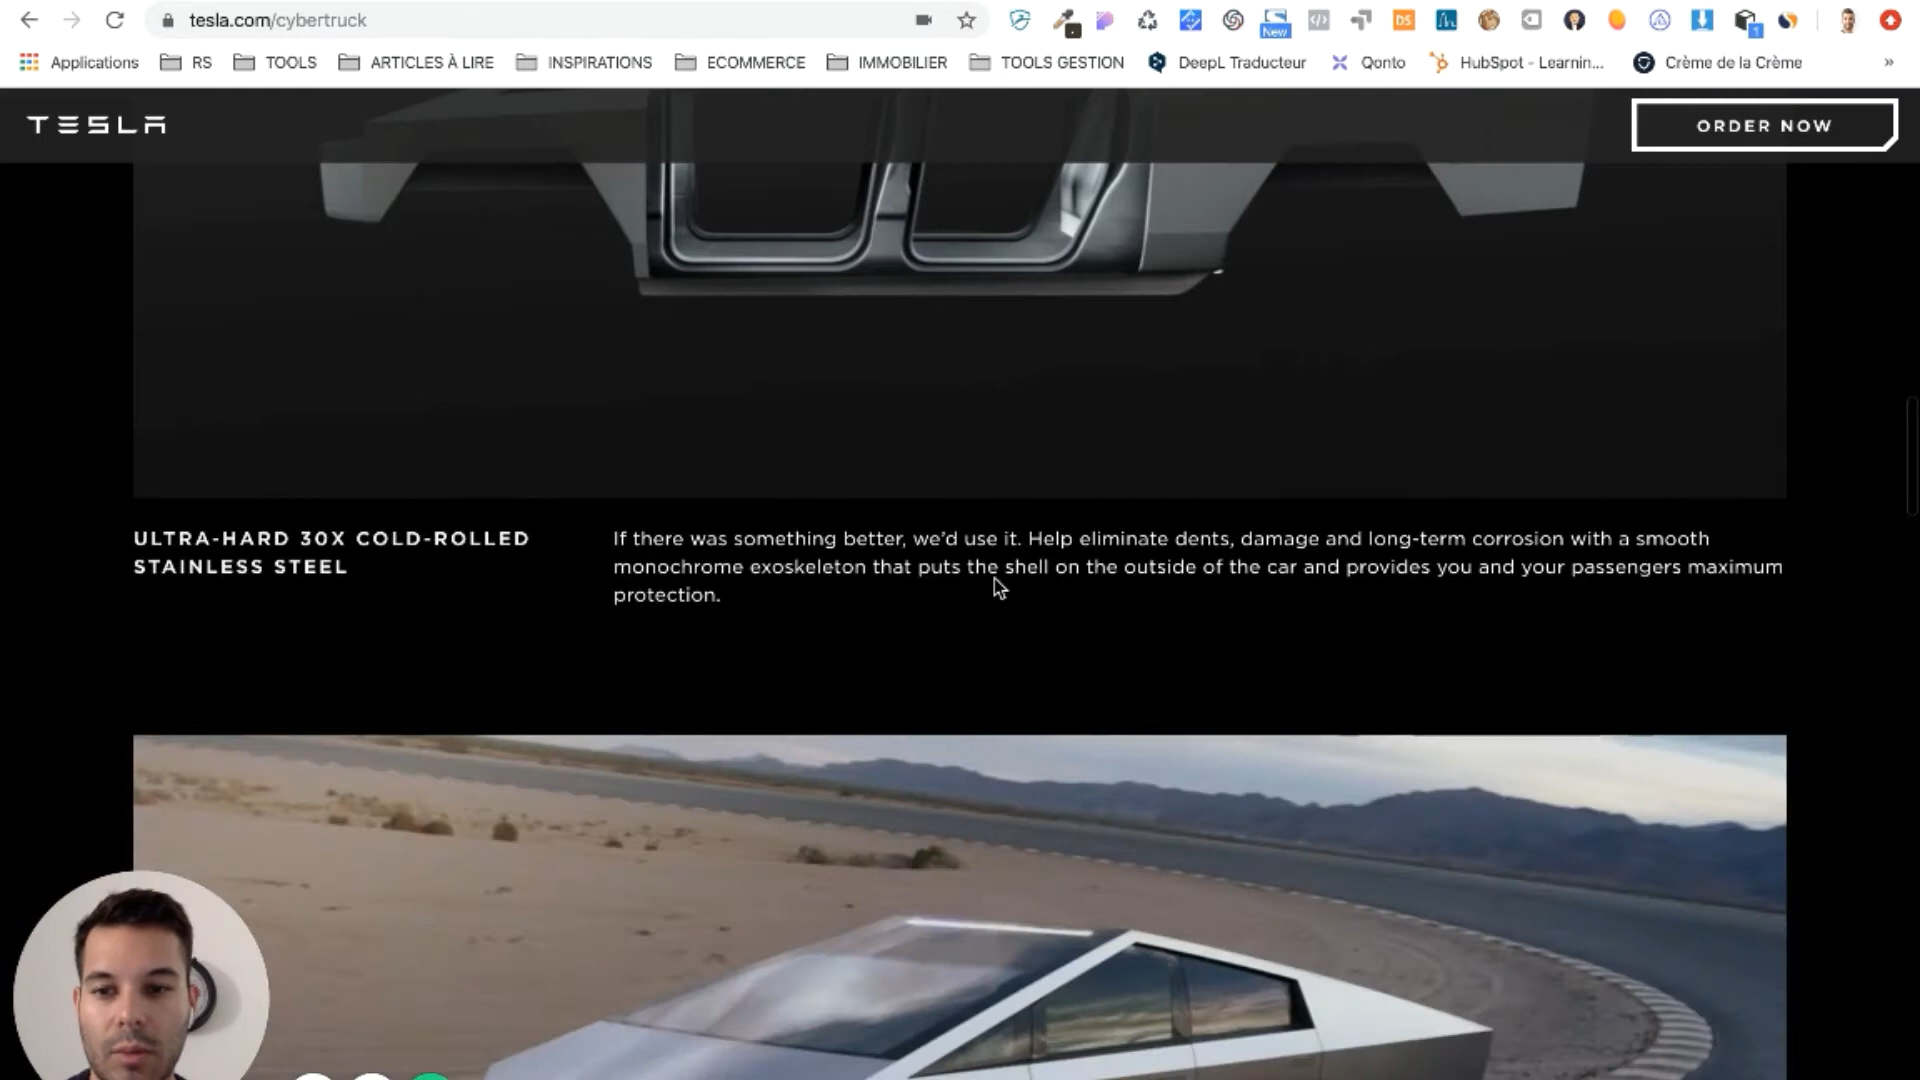 tesla.com/cybertruck
New
DS
1
Applications RS TOOLS ARTICLES À LIRE INSPIRATIONS ECOMMERCE IMMOBILIER TOOLS GESTION DeepL Traducteur Qonto HubSpot - Learnin... Crème de la Crème »
TESLA
ORDER NOW
ULTRA-HARD 30X COLD-ROLLED
STAINLESS STEEL
If there was something better, we'd use it. Help eliminate dents, damage and long-term corrosion with a smooth
monochrome exoskeleton that puts the shell on the outside of the car and provides you and your passengers maximum
protection.